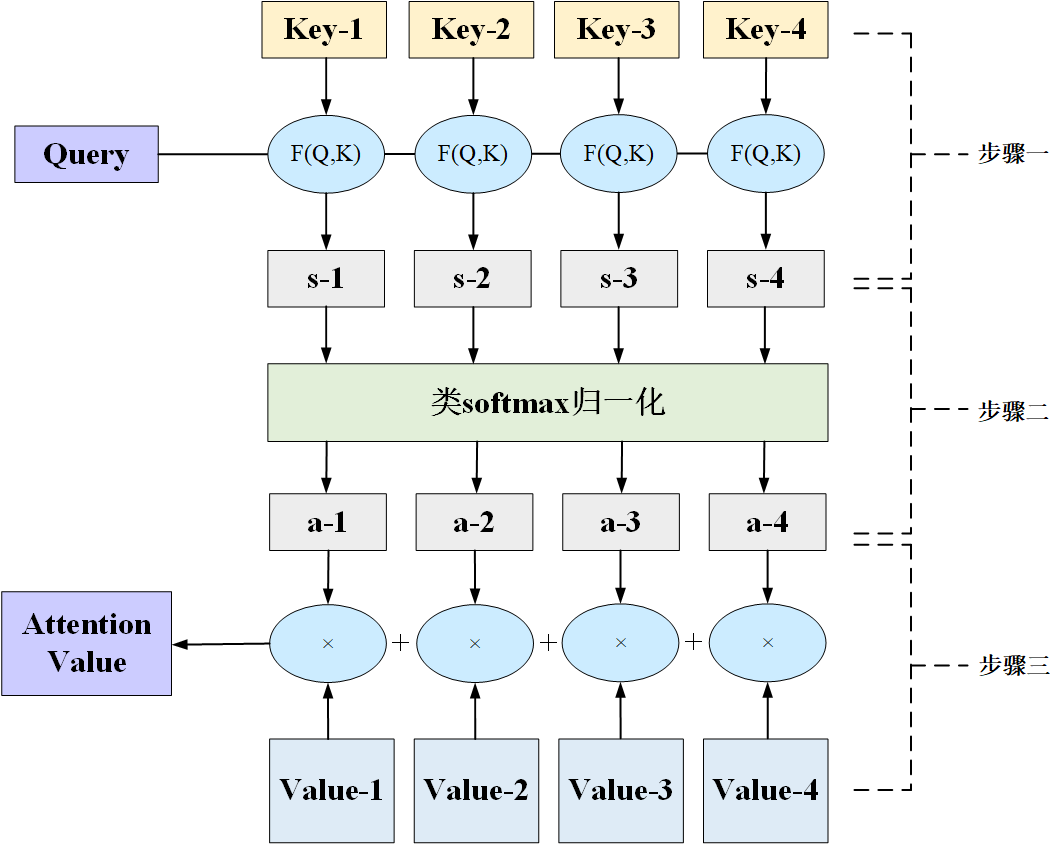 Key-1
Key-2
Key-3
Key-4
Query
F(Q,K)
F(Q,K)
F(Q,K)
F(Q,K)
步骤一
s-1
s-2
s-3
s-4
类softmax归一化
步骤二
a-1
a-2
a-3
a-4
Attention
Value
×
+
×
+
×
+
×
步骤三
Value-1
Value-2
Value-3
Value-4